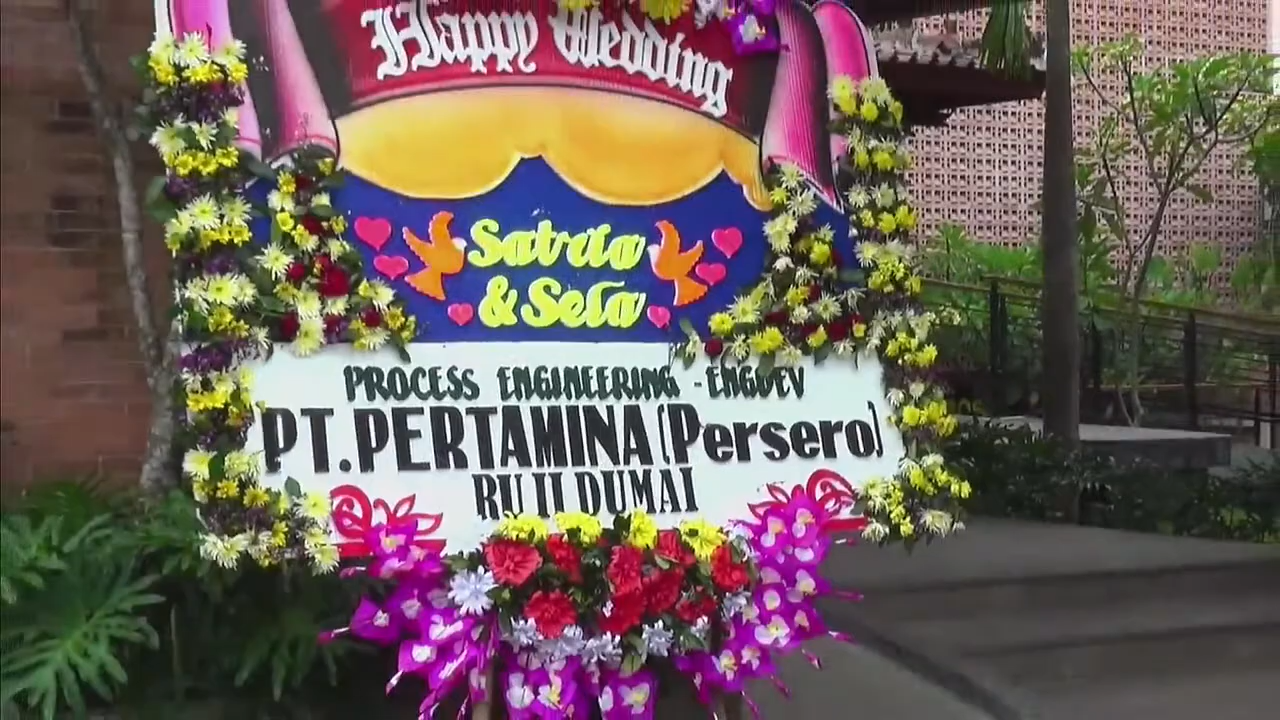 Happy Wedding
Satria
& Sela
PROCESS ENGINEERING - ENGDEV
PT. PERTAMINA (Persero)
RU II DUMAI